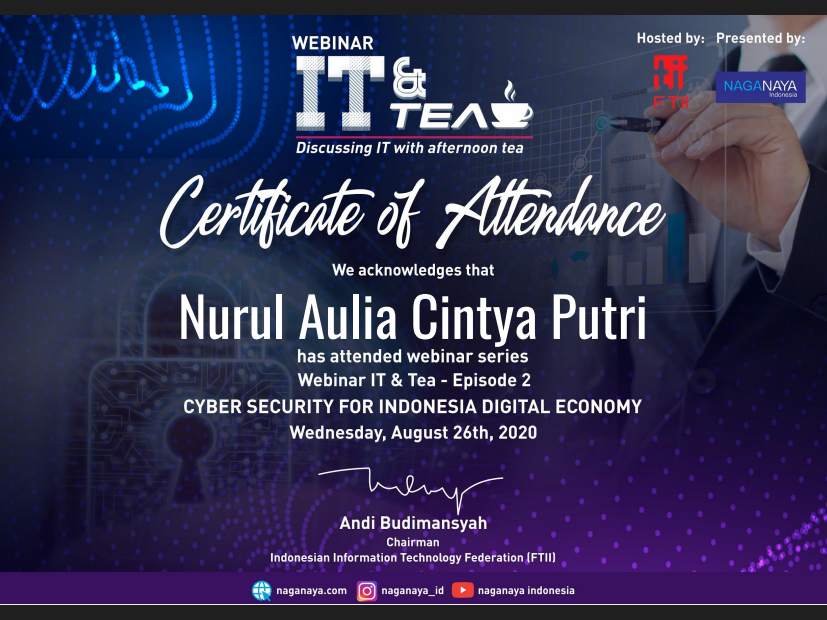 WEBINAR
IT &
TEA
Discussing IT with afternoon tea
Hosted by:
FTII
Presented by:
NAGANAYA
Indonesia
Certificate of Attendance
We acknowledges that
Nurul Aulia Cintya Putri
has attended webinar series
Webinar IT & Tea - Episode 2
CYBER SECURITY FOR INDONESIA DIGITAL ECONOMY
Wednesday, August 26th, 2020
Andi Budimansyah
Chairman
Indonesian Information Technology Federation (FTII)
naganaya.com naganaya_id naganaya indonesia